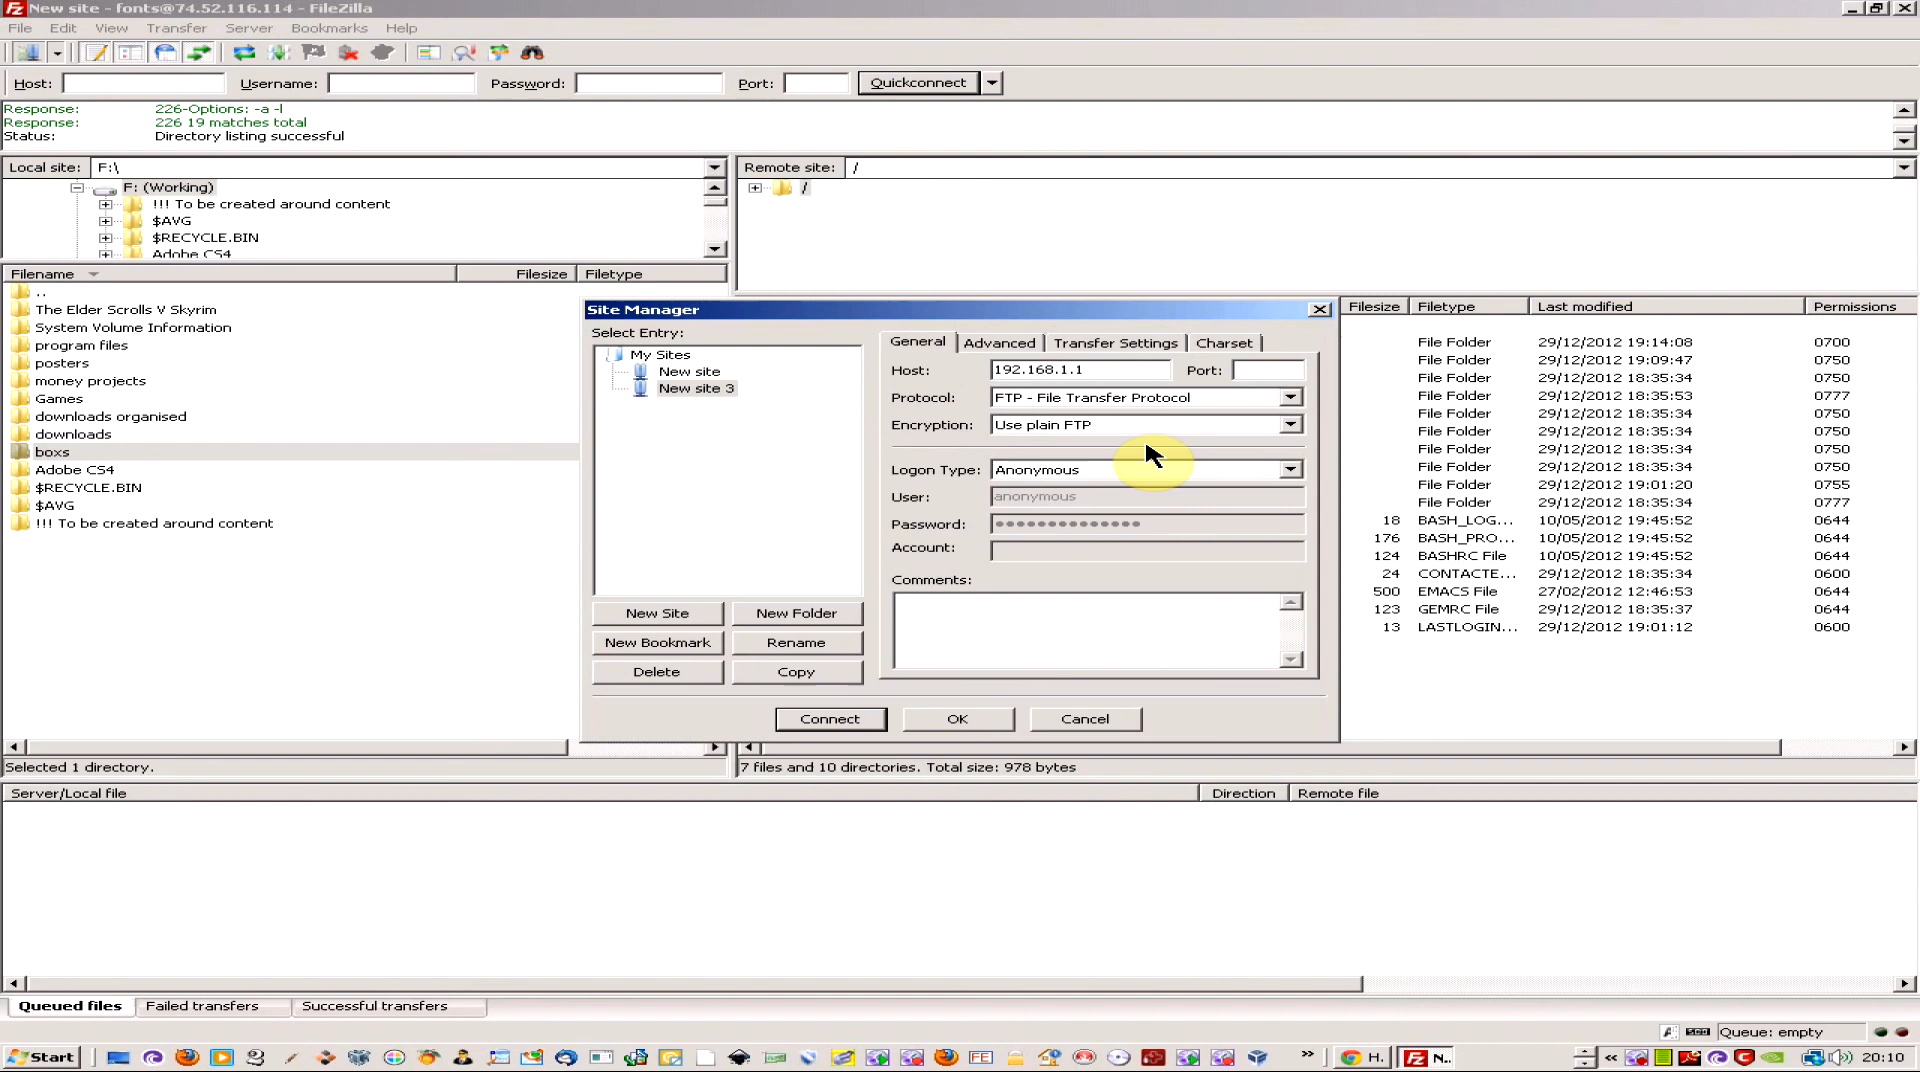 New site - fonts@74.52.116.114 - FileZilla
File Edit View Transfer Server Bookmarks Help
Host: Username: Password: Port: Quickconnect
Response: 226-Options: -a -l
Response: 226 19 matches total
Status: Directory listing successful
Local site: F:\
Remote site: /
F: (Working)
/
!!! To be created around content
$AVG
$RECYCLE.BIN
Adobe CS4
Filename Filesize Filetype
..
The Elder Scrolls V Skyrim
System Volume Information
program files
posters
money projects
Games
downloads organised
downloads
boxs
Adobe CS4
$RECYCLE.BIN
$AVG
!!! To be created around content
Selected 1 directory.
Site Manager
Select Entry:
My Sites
New site
New site 3
New Site New Folder
New Bookmark Rename
Delete Copy
General Advanced Transfer Settings Charset
Host: 192.168.1.1 Port:
Protocol: FTP - File Transfer Protocol
Encryption: Use plain FTP
Logon Type: Anonymous
User: anonymous
Password: ●●●●●●●●●●●●●●
Account:
Comments:
Connect OK Cancel
Filesize Filetype Last modified Permissions
File Folder 29/12/2012 19:14:08 0700
File Folder 29/12/2012 19:09:47 0750
File Folder 29/12/2012 18:35:34 0750
File Folder 29/12/2012 18:35:53 0777
File Folder 29/12/2012 18:35:34 0750
File Folder 29/12/2012 18:35:34 0750
File Folder 29/12/2012 18:35:34 0750
File Folder 29/12/2012 18:35:34 0750
File Folder 29/12/2012 19:01:20 0755
File Folder 29/12/2012 18:35:34 0777
18 BASH_LOG... 10/05/2012 19:45:52 0644
176 BASH_PRO... 10/05/2012 19:45:52 0644
124 BASHRC File 10/05/2012 19:45:52 0644
24 CONTACTE... 29/12/2012 18:35:34 0600
500 EMACS File 27/02/2012 12:46:53 0644
123 GEMRC File 29/12/2012 18:35:37 0644
13 LASTLOGIN... 29/12/2012 19:01:12 0600
7 files and 10 directories. Total size: 978 bytes
Server/Local file Direction Remote file
Queued files Failed transfers Successful transfers
Queue: empty
Start FE » H. N.. « 20:10